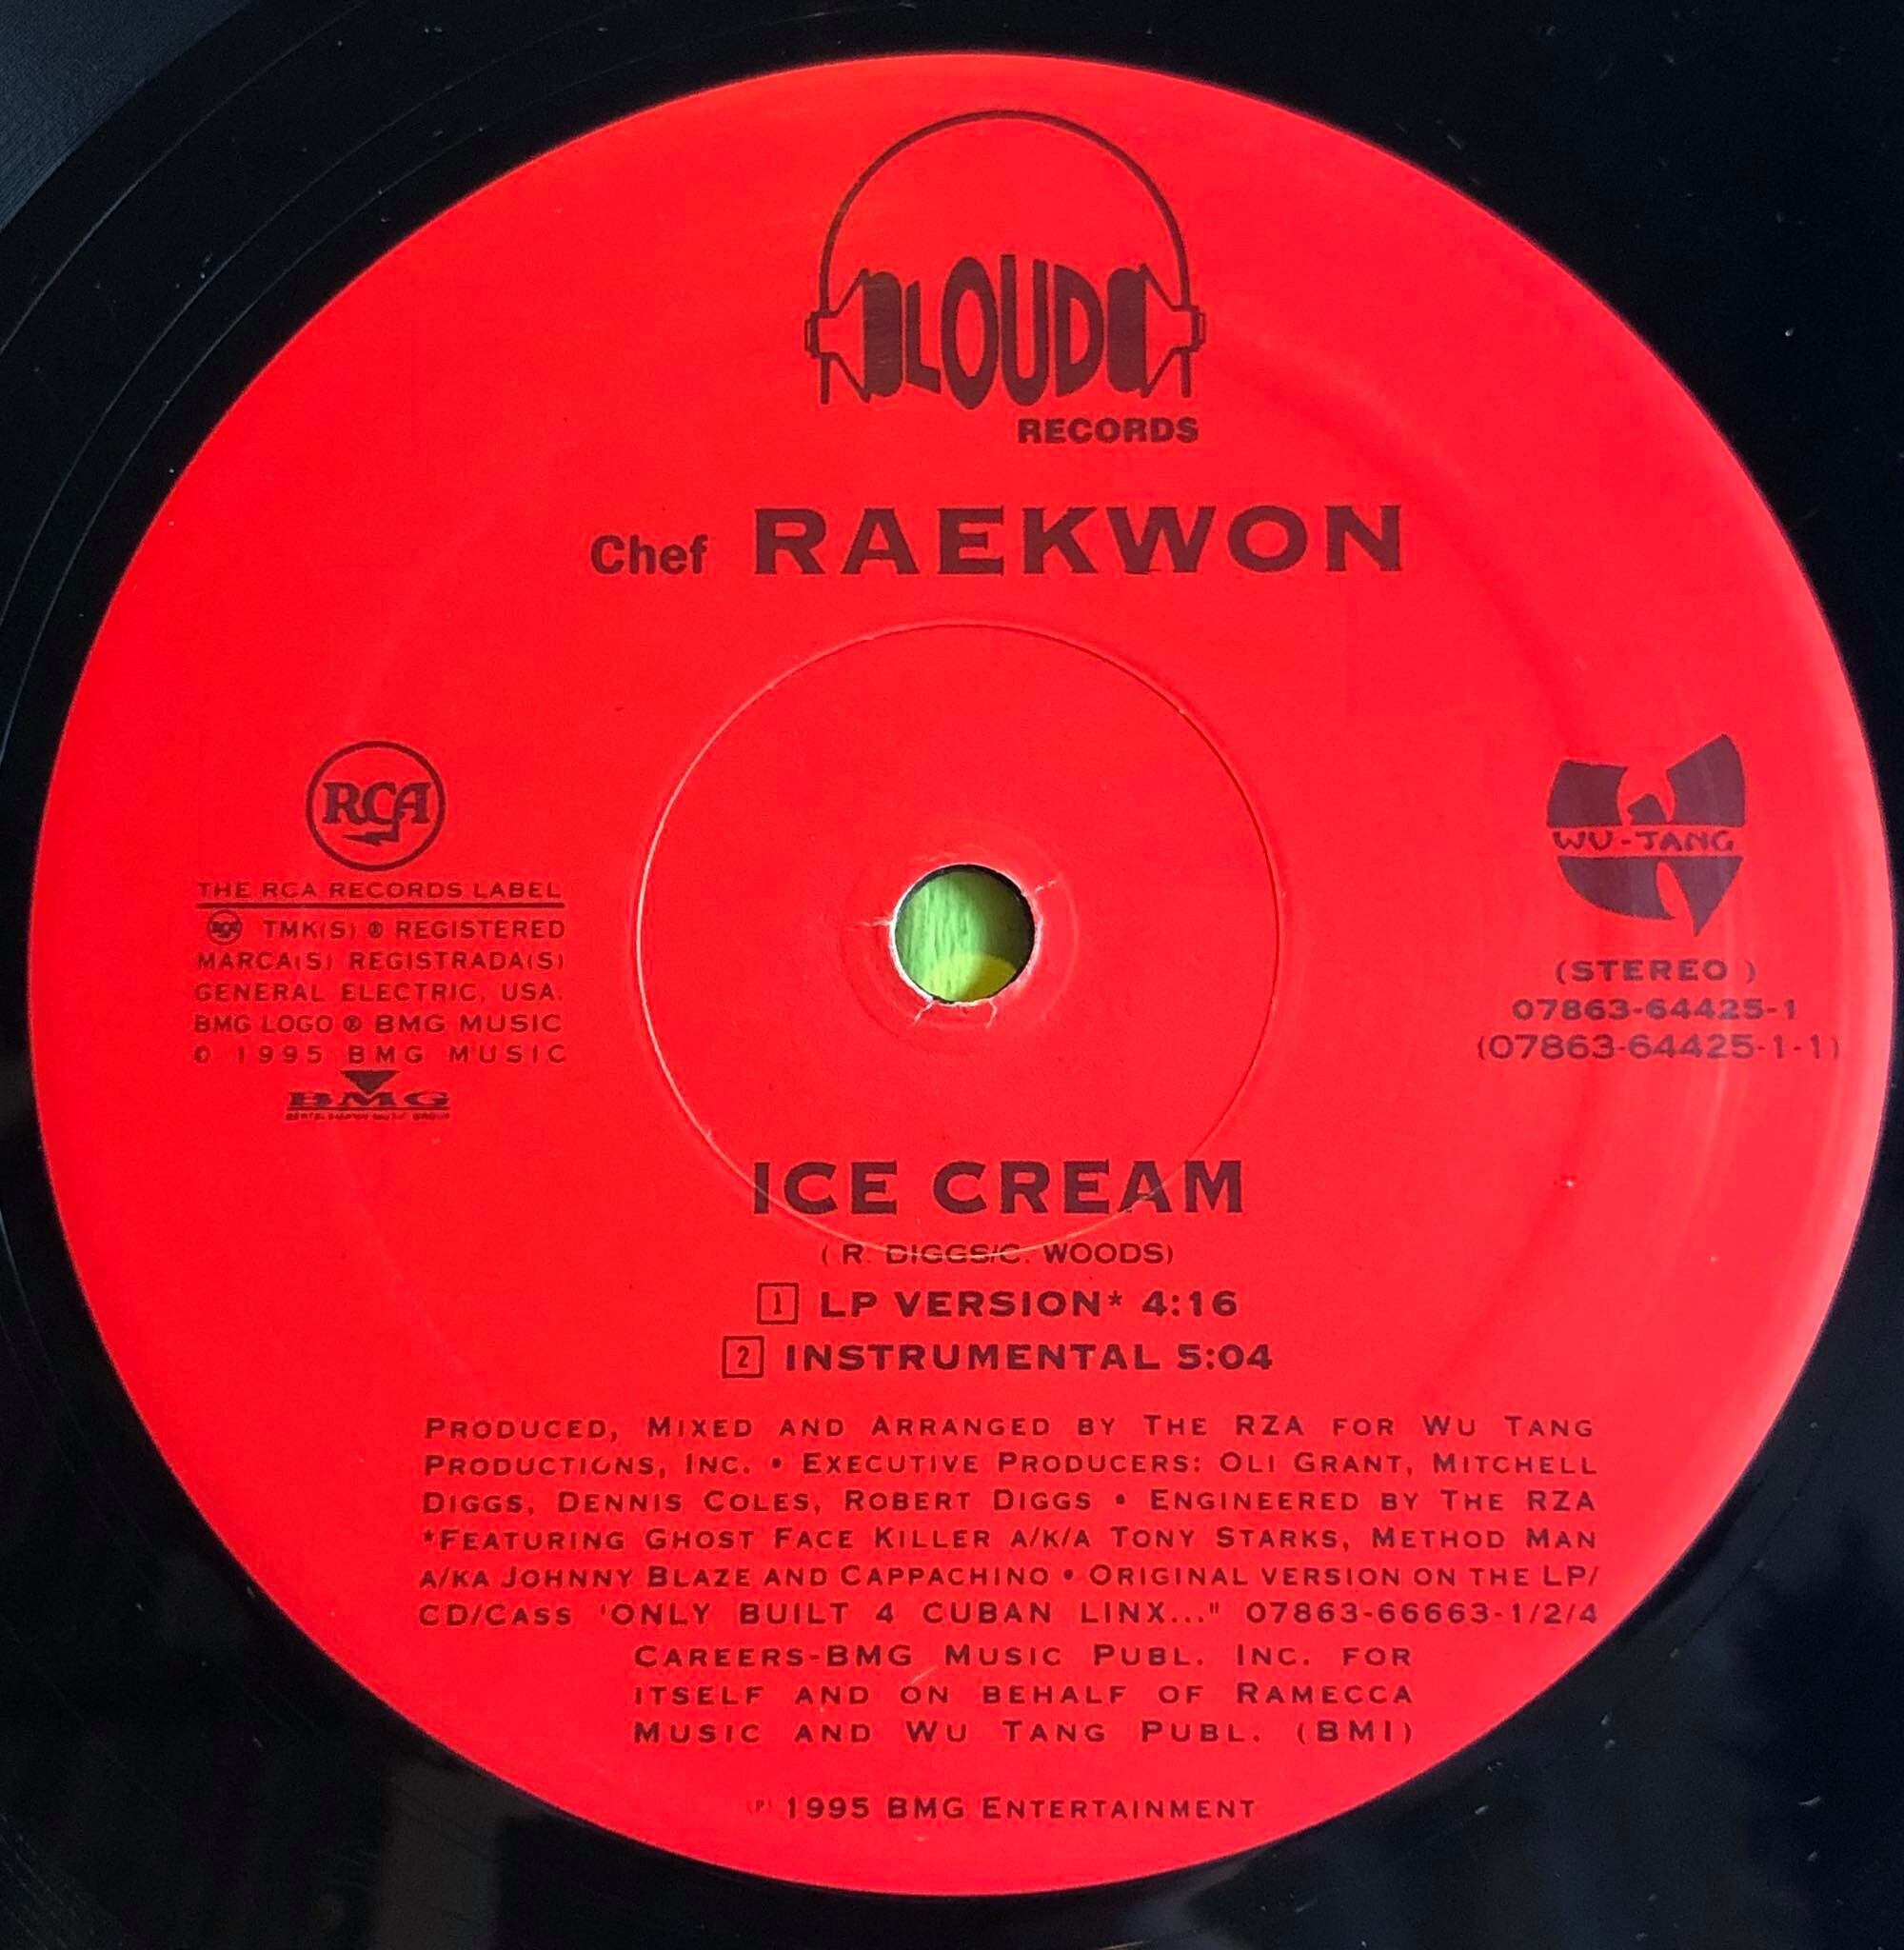 LOUD
RECORDS
Chef RAEKWON
RCA
THE RCA RECORDS LABEL
RCA TMK(S) ® REGISTERED
MARCA(S) REGISTRADA(S)
GENERAL ELECTRIC, USA.
BMG LOGO ® BMG MUSIC
© 1995 BMG MUSIC
BMG
BERTELSMANN MUSIC GROUP
WU-TANG
(STEREO )
07863-64425-1
(07863-64425-1-1)
ICE CREAM
( R. DIGGS/C. WOODS)
1 LP VERSION* 4:16
2 INSTRUMENTAL 5:04
PRODUCED, MIXED AND ARRANGED BY THE RZA FOR WU TANG
PRODUCTIONS, INC. • EXECUTIVE PRODUCERS: OLI GRANT, MITCHELL
DIGGS, DENNIS COLES, ROBERT DIGGS • ENGINEERED BY THE RZA
*FEATURING GHOST FACE KILLER A/K/A TONY STARKS, METHOD MAN
A/KA JOHNNY BLAZE AND CAPPACHINO • ORIGINAL VERSION ON THE LP/
CD/CASS 'ONLY BUILT 4 CUBAN LINX..." 07863-66663-1/2/4
CAREERS-BMG MUSIC PUBL. INC. FOR
ITSELF AND ON BEHALF OF RAMECCA
MUSIC AND WU TANG PUBL. (BMI)
(P) 1995 BMG ENTERTAINMENT